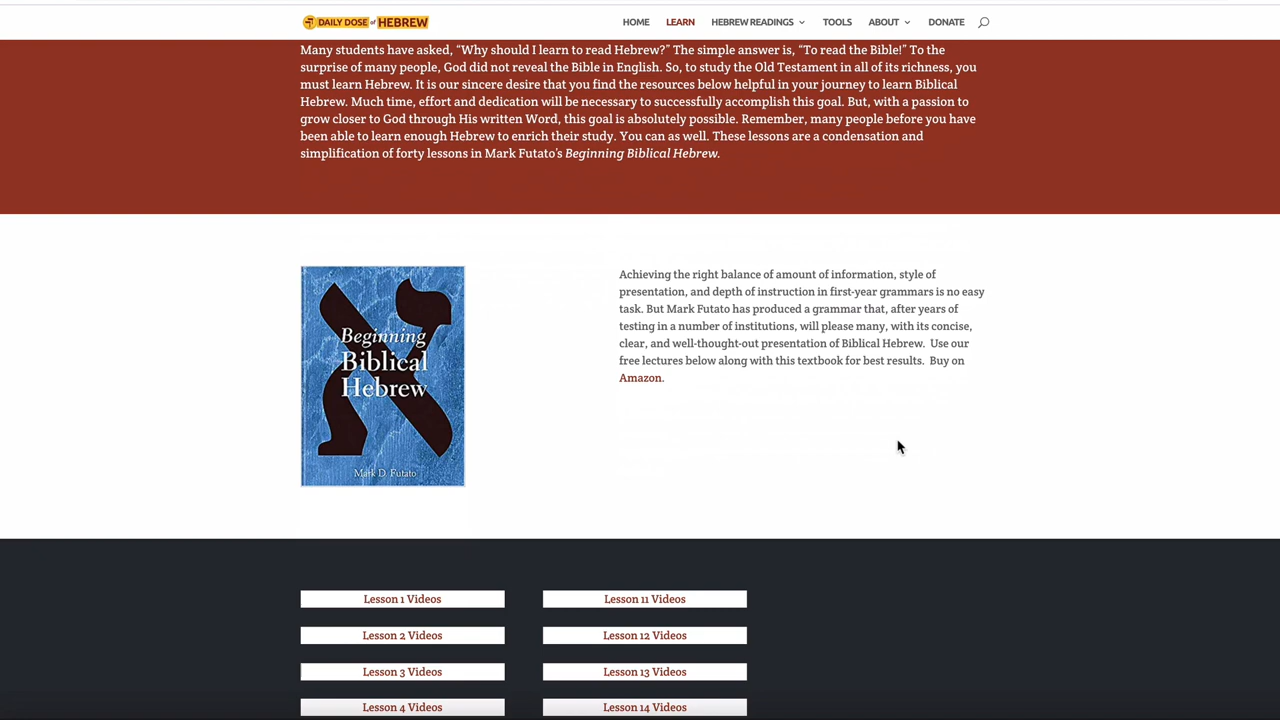 DAILY DOSE of HEBREW
HOME LEARN HEBREW READINGS TOOLS ABOUT DONATE
Many students have asked, “Why should I learn to read Hebrew?” The simple answer is, “To read the Bible!” To the
surprise of many people, God did not reveal the Bible in English. So, to study the Old Testament in all of its richness, you
must learn Hebrew. It is our sincere desire that you find the resources below helpful in your journey to learn Biblical
Hebrew. Much time, effort and dedication will be necessary to successfully accomplish this goal. But, with a passion to
grow closer to God through His written Word, this goal is absolutely possible. Remember, many people before you have
been able to learn enough Hebrew to enrich their study. You can as well. These lessons are a condensation and
simplification of forty lessons in Mark Futato's Beginning Biblical Hebrew.
א
Beginning
Biblical
Hebrew
Mark D. Futato
Achieving the right balance of amount of information, style of
presentation, and depth of instruction in first-year grammars is no easy
task. But Mark Futato has produced a grammar that, after years of
testing in a number of institutions, will please many, with its concise,
clear, and well-thought-out presentation of Biblical Hebrew. Use our
free lectures below along with this textbook for best results. Buy on
Amazon.
Lesson 1 Videos
Lesson 2 Videos
Lesson 3 Videos
Lesson 4 Videos
Lesson 11 Videos
Lesson 12 Videos
Lesson 13 Videos
Lesson 14 Videos